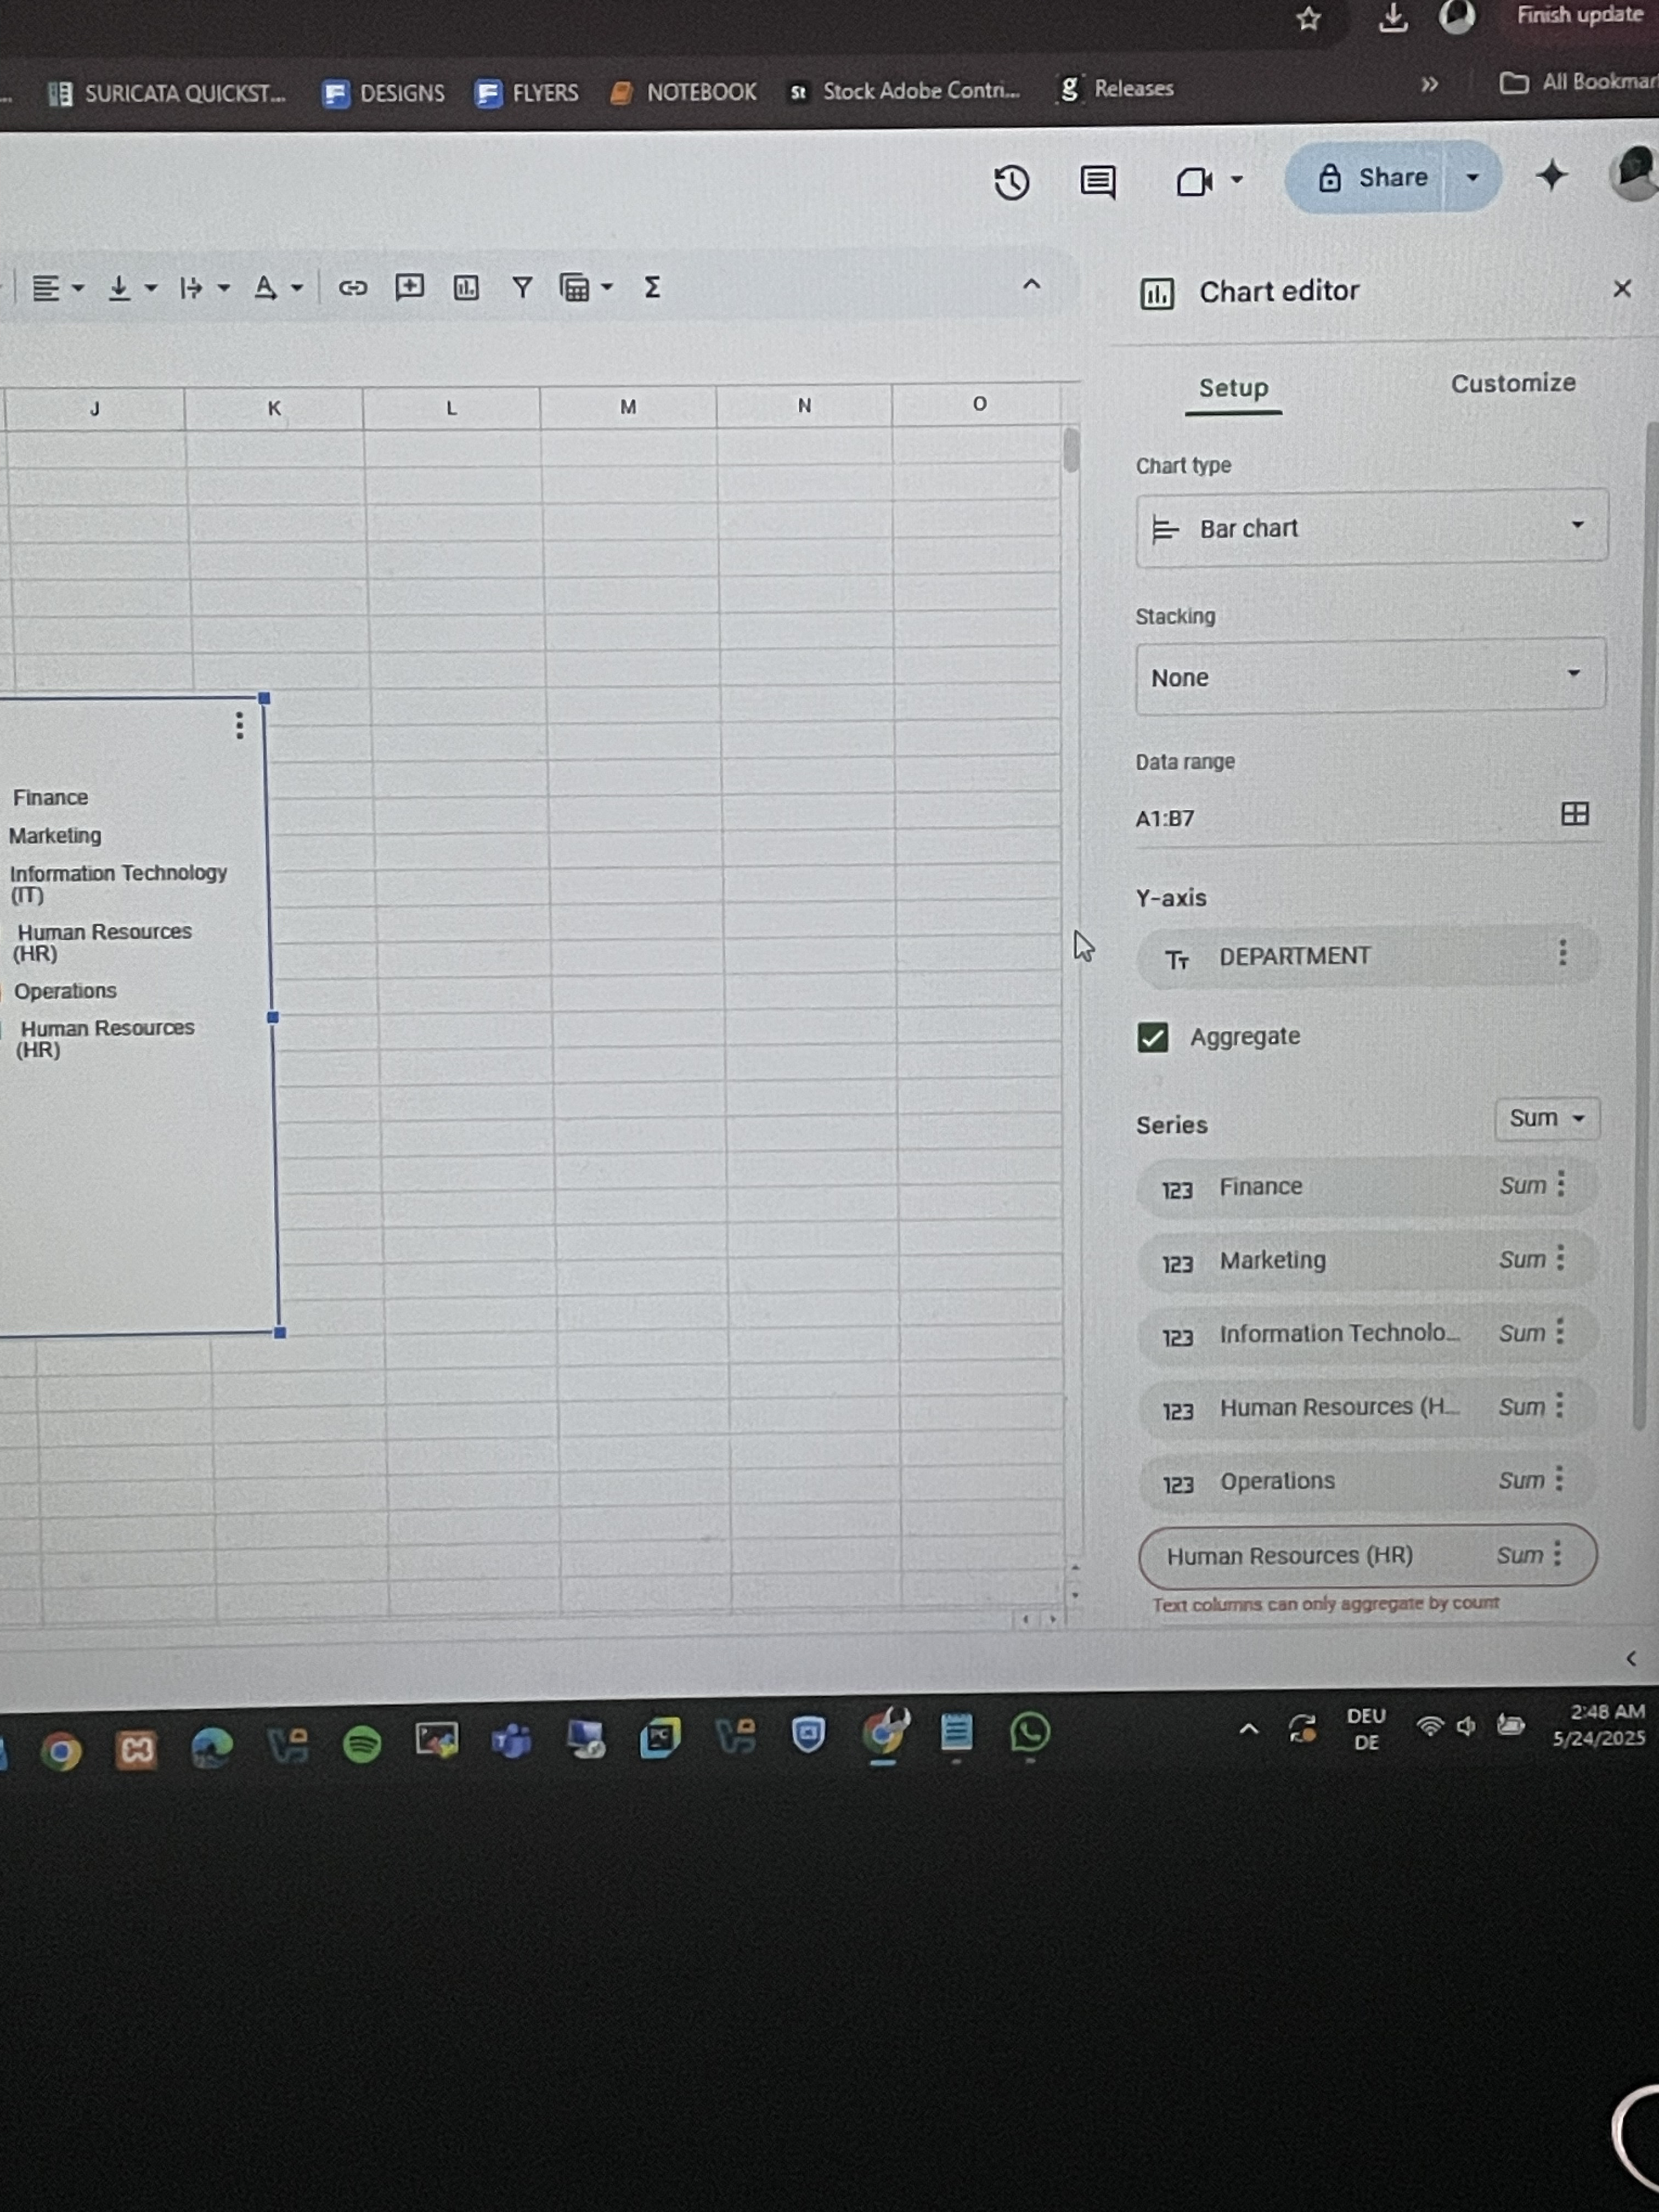 Finish update
SURICATA QUICKST...
DESIGNS
FLYERS
NOTEBOOK
St
Stock Adobe Contri...
g
Releases
»
All Bookmar
Share
Chart editor
Setup
Customize
J
K
L
M
N
O
Chart type
Bar chart
Stacking
None
Data range
A1:B7
Finance
Marketing
Information Technology
(IT)
Human Resources
(HR)
Operations
Human Resources
(HR)
Y-axis
Tт DEPARTMENT
Aggregate
Series
Sum
123 Finance Sum
123 Marketing Sum
123 Information Technolo... Sum
123 Human Resources (H... Sum
123 Operations Sum
Human Resources (HR) Sum
Text columns can only aggregate by count
PC
DEU
DE
2:48 AM
5/24/2025